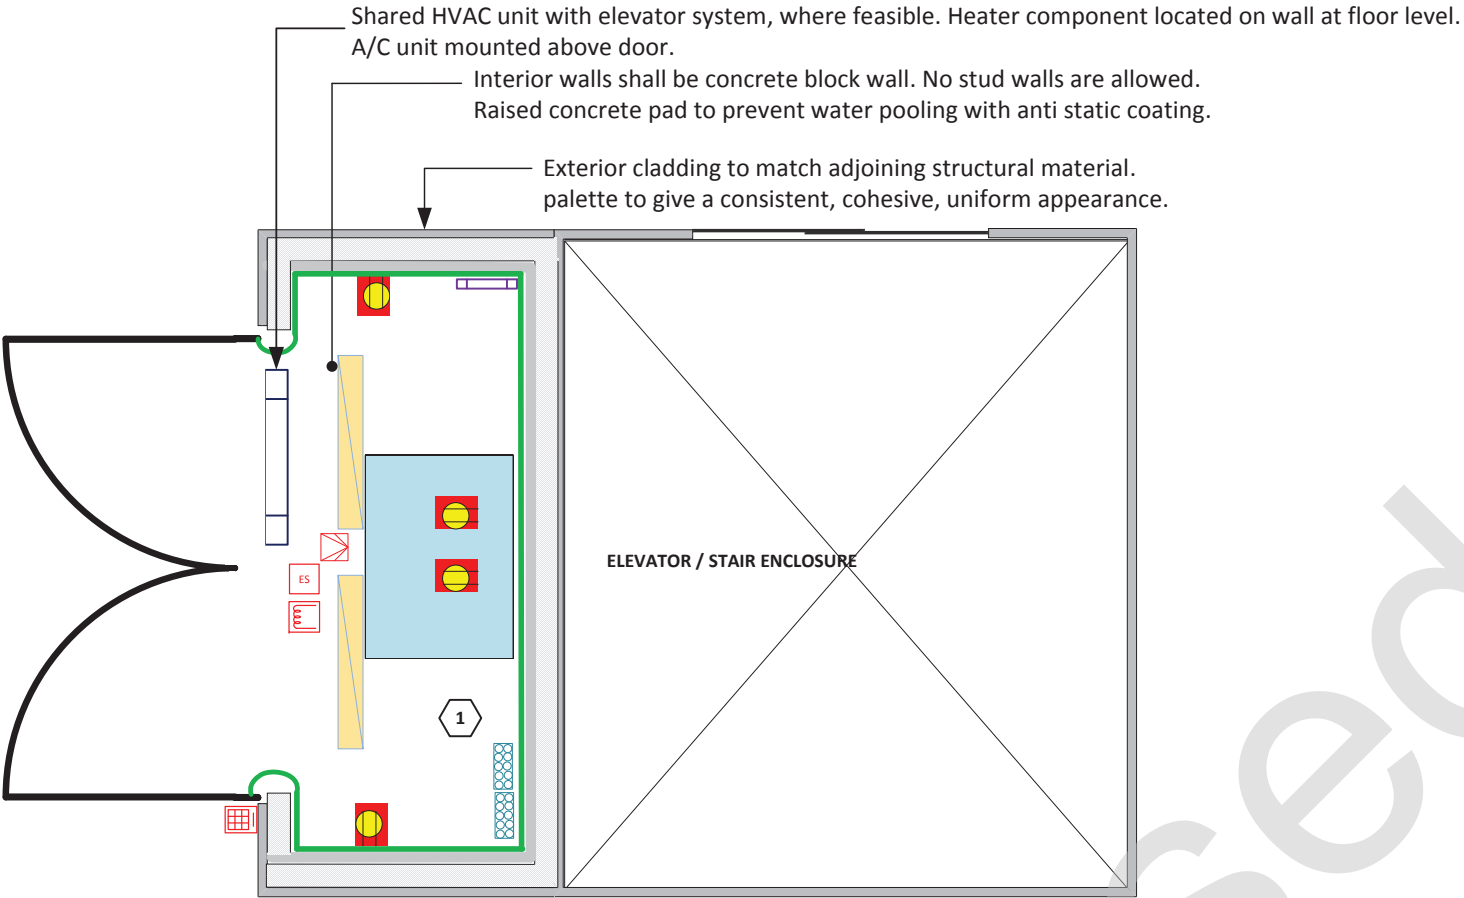 Shared HVAC unit with elevator system, where feasible. Heater component located on wall at floor level.
A/C unit mounted above door.
Interior walls shall be concrete block wall. No stud walls are allowed.
Raised concrete pad to prevent water pooling with anti static coating.
Exterior cladding to match adjoining structural material.
palette to give a consistent, cohesive, uniform appearance.
ELEVATOR / STAIR ENCLOSURE
ES
1
sed